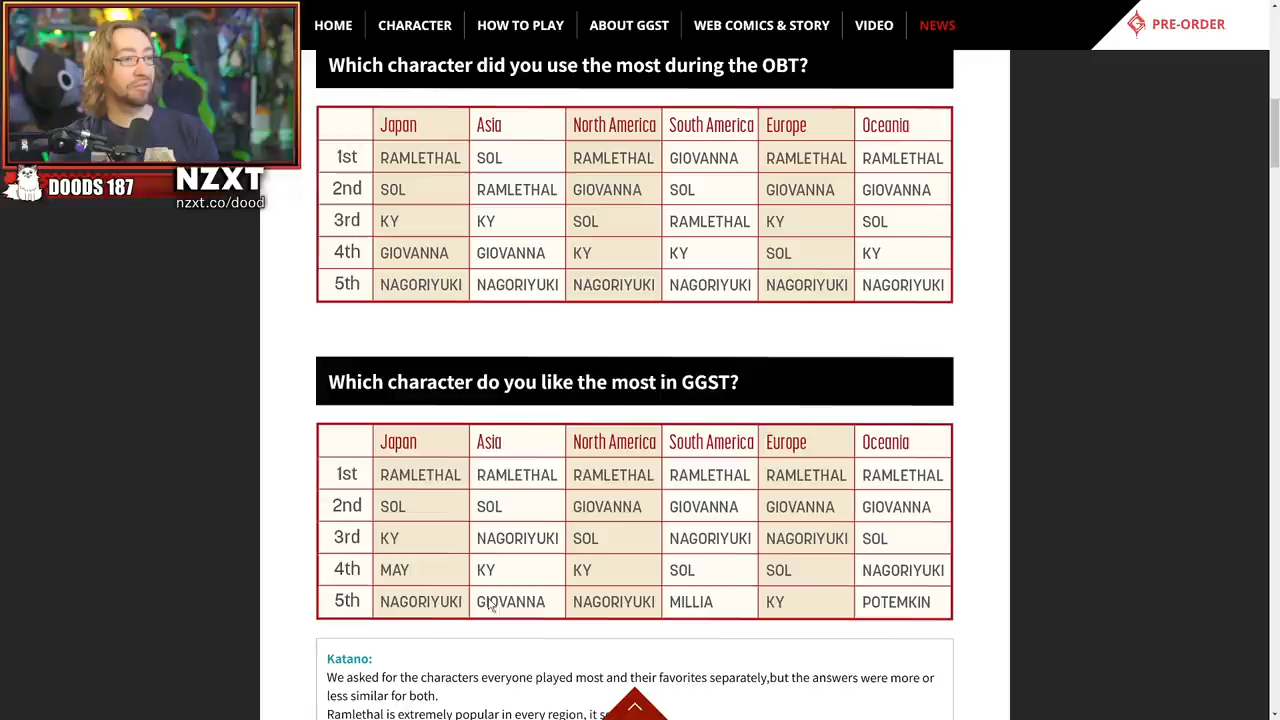 HOME CHARACTER HOW TO PLAY ABOUT GGST WEB COMICS & STORY VIDEO NEWS PRE-ORDER
DOODS 187
NZXT
nzxt.co/dood
Which character did you use the most during the OBT?
Japan Asia North America South America Europe Oceania
1st RAMLETHAL SOL RAMLETHAL GIOVANNA RAMLETHAL RAMLETHAL
2nd SOL RAMLETHAL GIOVANNA SOL GIOVANNA GIOVANNA
3rd KY KY SOL RAMLETHAL KY SOL
4th GIOVANNA GIOVANNA KY KY SOL KY
5th NAGORIYUKI NAGORIYUKI NAGORIYUKI NAGORIYUKI NAGORIYUKI NAGORIYUKI
Which character do you like the most in GGST?
Japan Asia North America South America Europe Oceania
1st RAMLETHAL RAMLETHAL RAMLETHAL RAMLETHAL RAMLETHAL RAMLETHAL
2nd SOL SOL GIOVANNA GIOVANNA GIOVANNA GIOVANNA
3rd KY NAGORIYUKI SOL NAGORIYUKI NAGORIYUKI SOL
4th MAY KY KY SOL SOL NAGORIYUKI
5th NAGORIYUKI GIOVANNA NAGORIYUKI MILLIA KY POTEMKIN
Katano:
We asked for the characters everyone played most and their favorites separately,but the answers were more or
less similar for both.
Ramlethal is extremely popular in every region, it